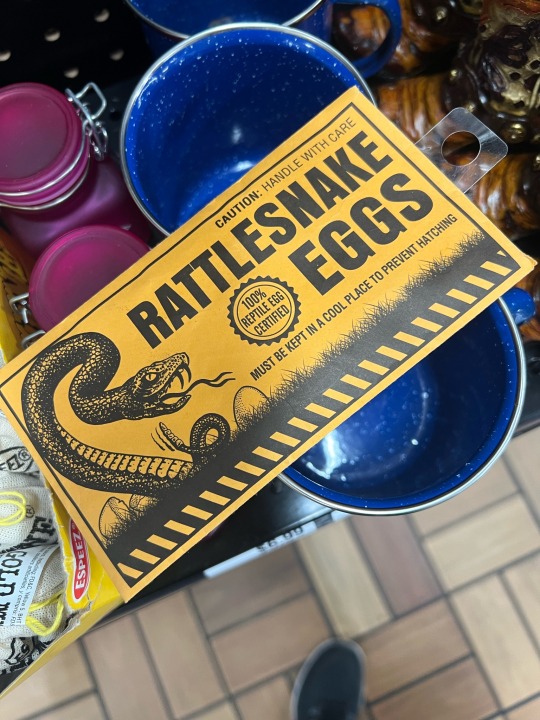 CAUTION: HANDLE WITH CARE
RATTLESNAKE
EGGS
100%
REPTILE EGG
CERTIFIED
MUST BE KEPT IN A COOL PLACE TO PREVENT HATCHING
ESPEEZ